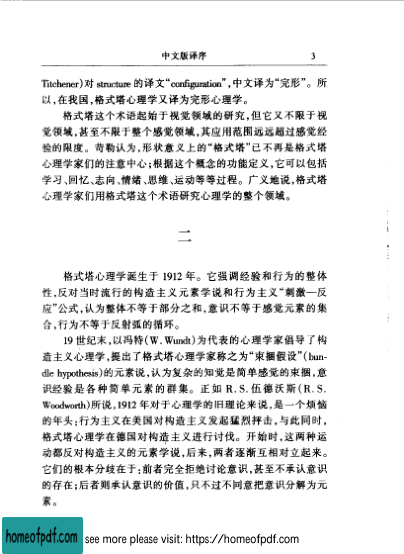 中文版译序 3
Titchener)对 structure 的译文“configuration”,中文译为“完形”。所
以,在我国,格式塔心理学又译为完形心理学。
格式塔这个术语起始于视觉领域的研究,但它又不限于视
觉领域,甚至不限于整个感觉领域,其应用范围远远超过感觉经
验的限度。苛勒认为,形状意义上的“格式塔”已不再是格式塔
心理学家们的注意中心;根据这个概念的功能定义,它可以包括
学习、回忆、志向、情绪、思维、运动等等过程。广义地说,格式塔
心理学家们用格式塔这个术语研究心理学的整个领域。
二
格式塔心理学诞生于 1912 年。它强调经验和行为的整体
性,反对当时流行的构造主义元素学说和行为主义“刺激—反
应”公式,认为整体不等于部分之和,意识不等于感觉元素的集
合,行为不等于反射弧的循环。
19 世纪末,以冯特(W. Wundt)为代表的心理学家倡导了构
造主义心理学,提出了格式塔心理学家称之为“束捆假设”(bun-
dle hypothesis)的元素说,认为复杂的知觉是简单感觉的束捆,意
识经验是各种简单元素的群集。正如 R. S. 伍德沃斯(R. S.
Woodworth)所说,1912 年对于心理学的旧理论来说,是一个烦恼
的年头;行为主义在美国对构造主义发起猛烈抨击,与此同时,
格式塔心理学在德国对构造主义进行讨伐。开始时,这两种运
动都反对构造主义的元素学说,后来,两者逐渐互相对立起来。
它们的根本分歧在于:前者完全拒绝讨论意识,甚至不承认意识
的存在;后者则承认意识的价值,只不过不同意把意识分解为元
素。
homeofpdf.com see more please visit: https://homeofpdf.com